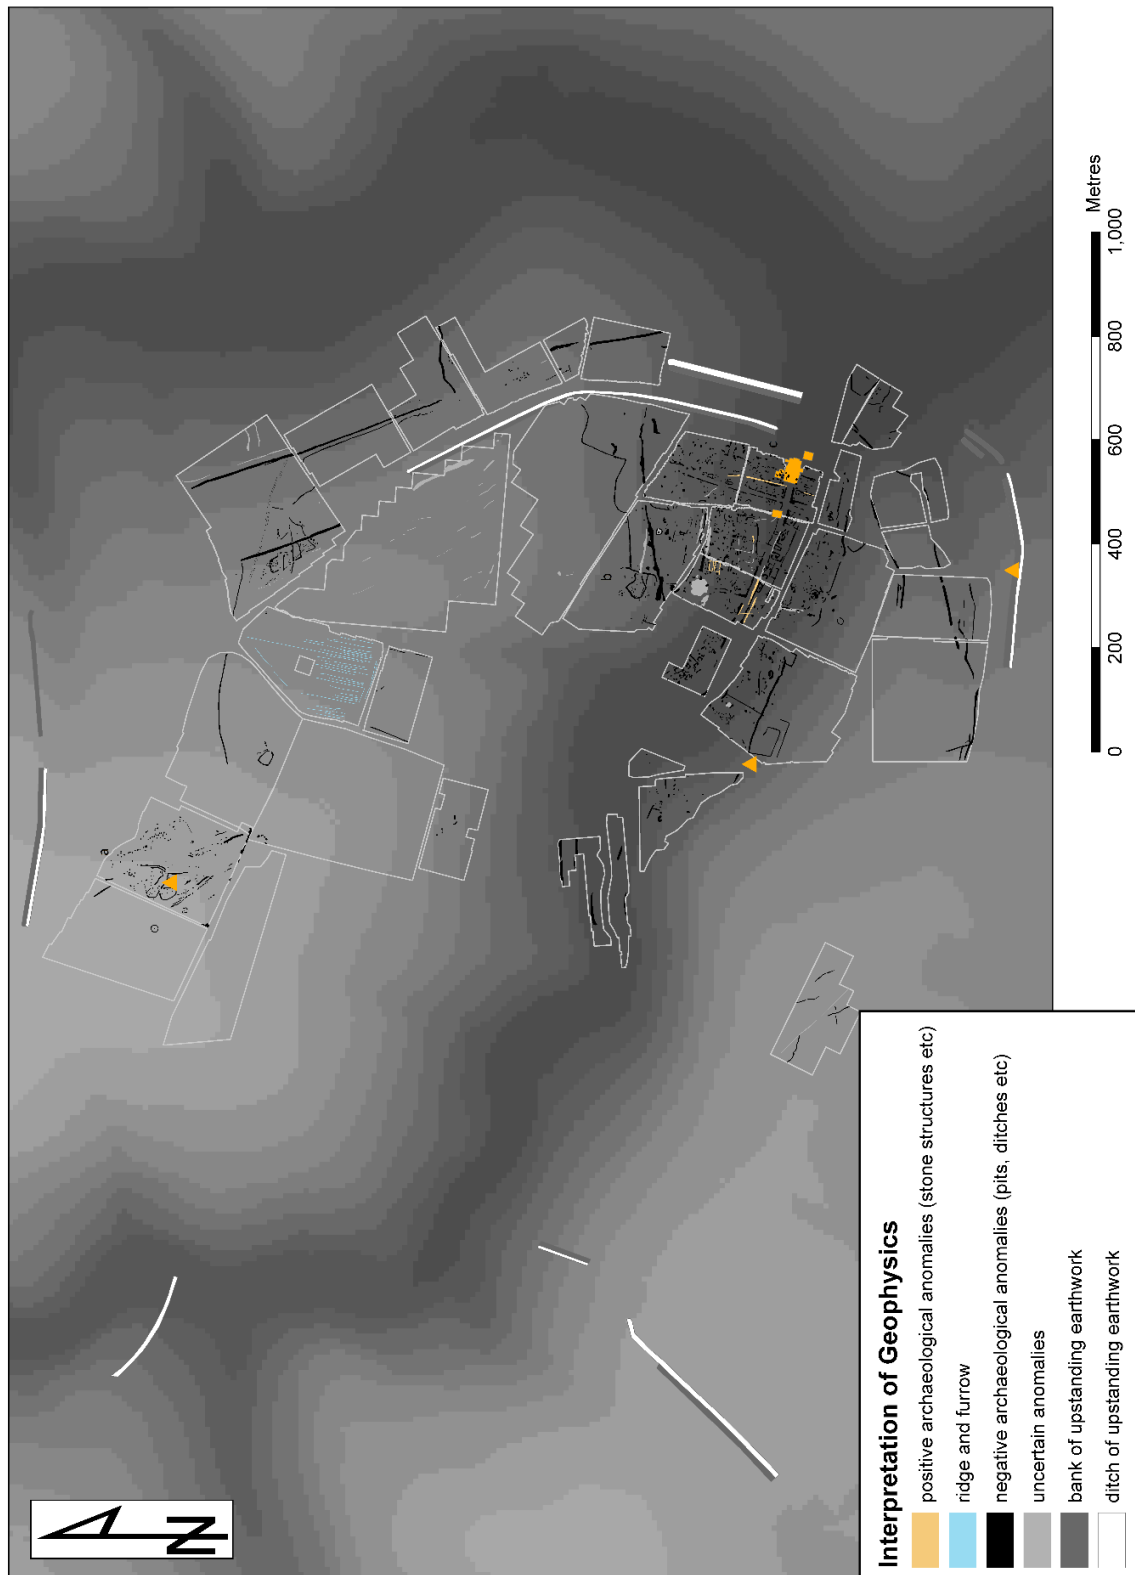 N
a
b
c
c
Interpretation of Geophysics
positive archaeological anomalies (stone structures etc)
ridge and furrow
negative archaeological anomalies (pits, ditches etc)
uncertain anomalies
bank of upstanding earthwork
ditch of upstanding earthwork
0 200 400 600 800 1,000
Metres